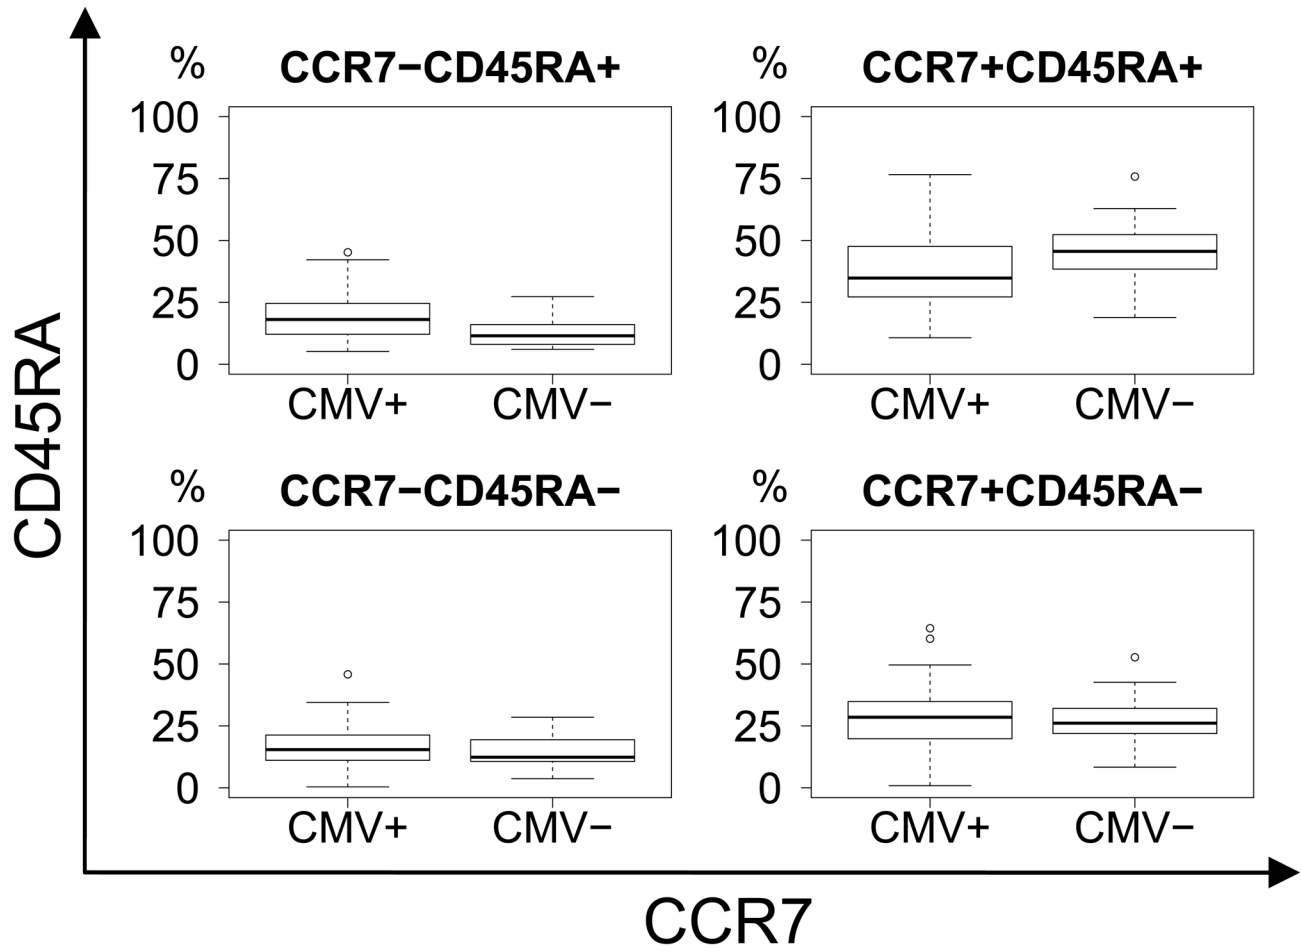 % CCR7−CD45RA+
100
75
50
25
0
CMV+ CMV−
% CCR7+CD45RA+
100
75
50
25
0
CMV+ CMV−
CD45RA
% CCR7−CD45RA−
100
75
50
25
0
CMV+ CMV−
% CCR7+CD45RA−
100
75
50
25
0
CMV+ CMV−
CCR7